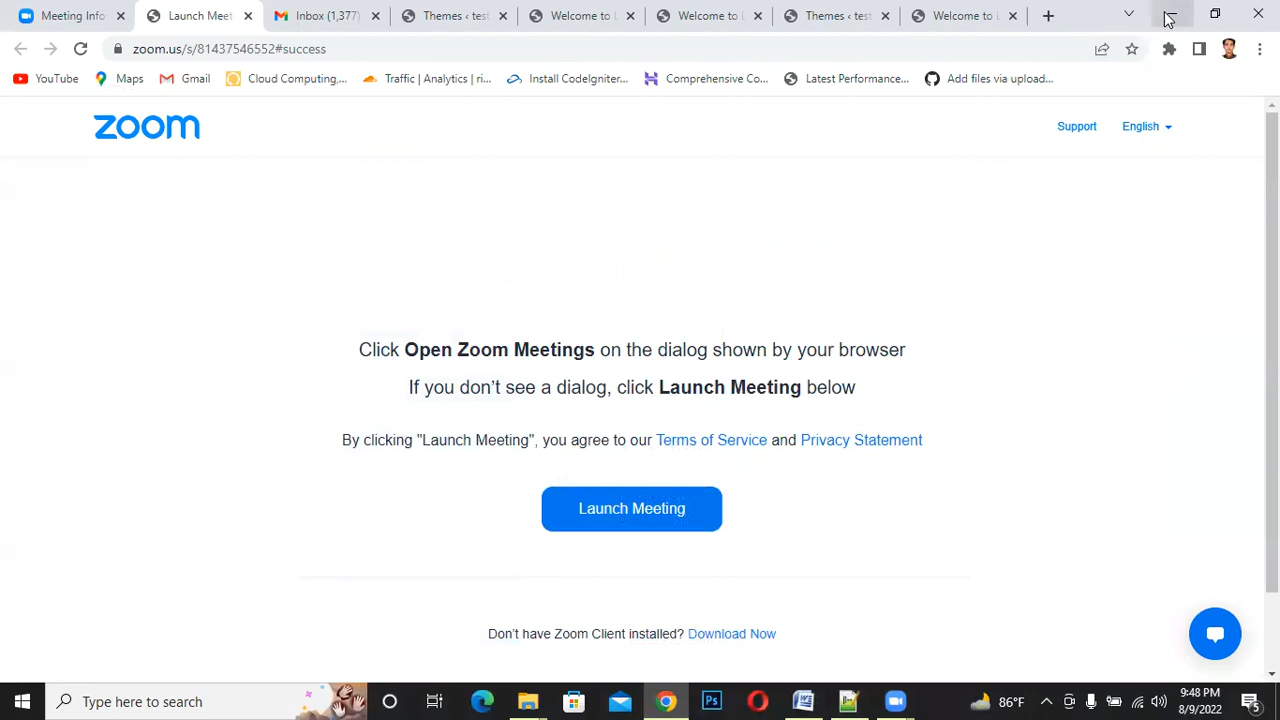 Meeting Info
Launch Meeti
Inbox (1,377)
Themes ‹ test
Welcome to L
Welcome to L
Themes ‹ test
Welcome to L
zoom.us/s/81437546552#success
YouTube
Maps
Gmail
Cloud Computing,...
Traffic | Analytics | ri...
Install CodeIgniter...
Comprehensive Co...
Latest Performance...
Add files via upload...
zoom
Support
English
Click Open Zoom Meetings on the dialog shown by your browser
If you don’t see a dialog, click Launch Meeting below
By clicking "Launch Meeting", you agree to our Terms of Service and Privacy Statement
Launch Meeting
Don’t have Zoom Client installed? Download Now
Type here to search
Ps
86°F
9:48 PM
8/9/2022
5